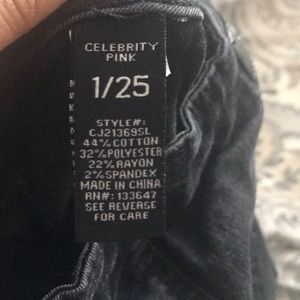 CELEBRITY
PINK
1/25
STYLE#:
CJ21369SL
44%COTTON
32%POLYESTER
22%RAYON
2%SPANDEX
MADE IN CHINA
RN#: 133647
SEE REVERSE
FOR CARE